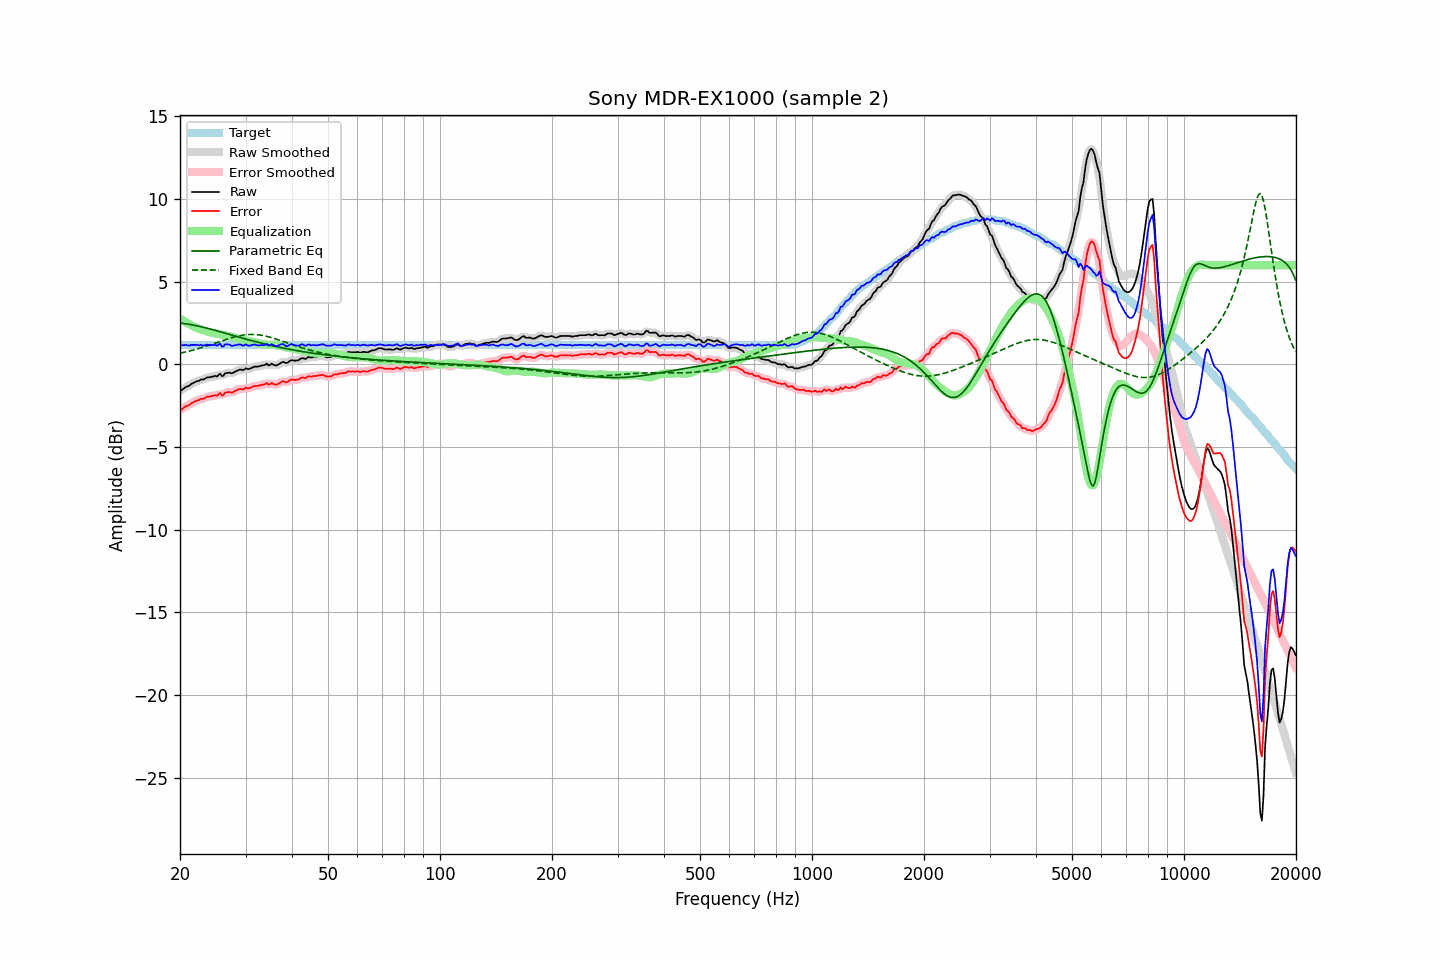 Sony MDR-EX1000 (sample 2)
Target
Raw Smoothed
Error Smoothed
Raw
Error
Equalization
Parametric Eq
Fixed Band Eq
Equalized
15
10
5
0
−5
−10
−15
−20
−25
Amplitude (dBr)
20
50
100
200
500
1000
2000
5000
10000
20000
Frequency (Hz)